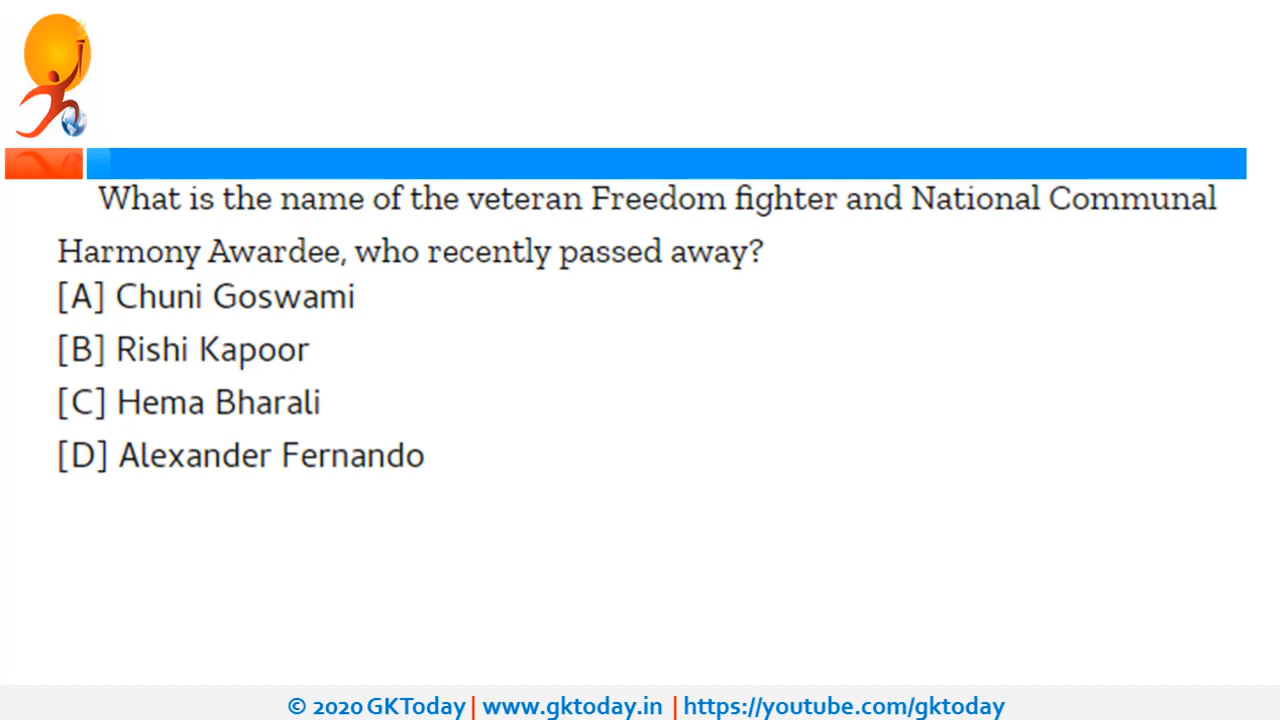 What is the name of the veteran Freedom fighter and National Communal
Harmony Awardee, who recently passed away?
[A] Chuni Goswami
[B] Rishi Kapoor
[C] Hema Bharali
[D] Alexander Fernando
© 2020 GKToday | www.gktoday.in | https://youtube.com/gktoday